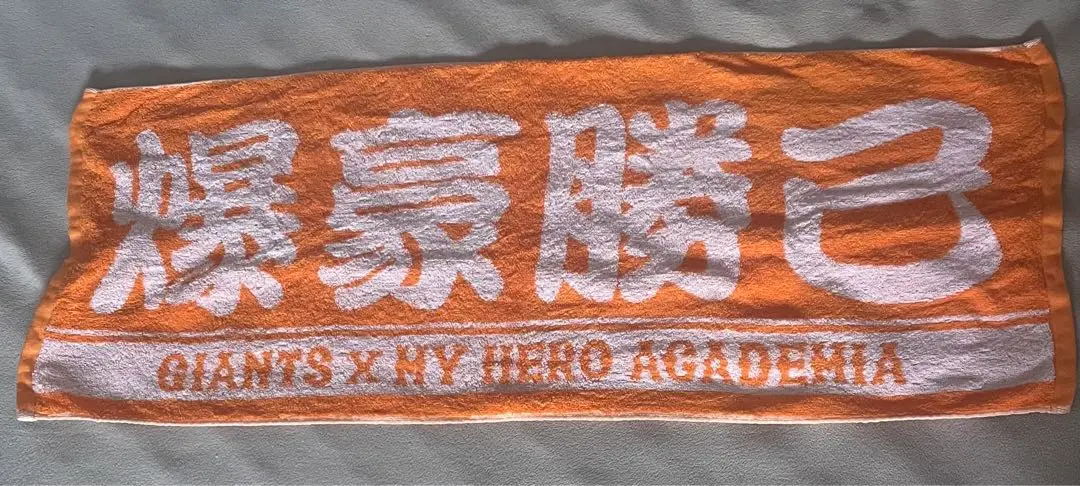 爆豪勝己
GIANTS X MY HERO ACADEMIA